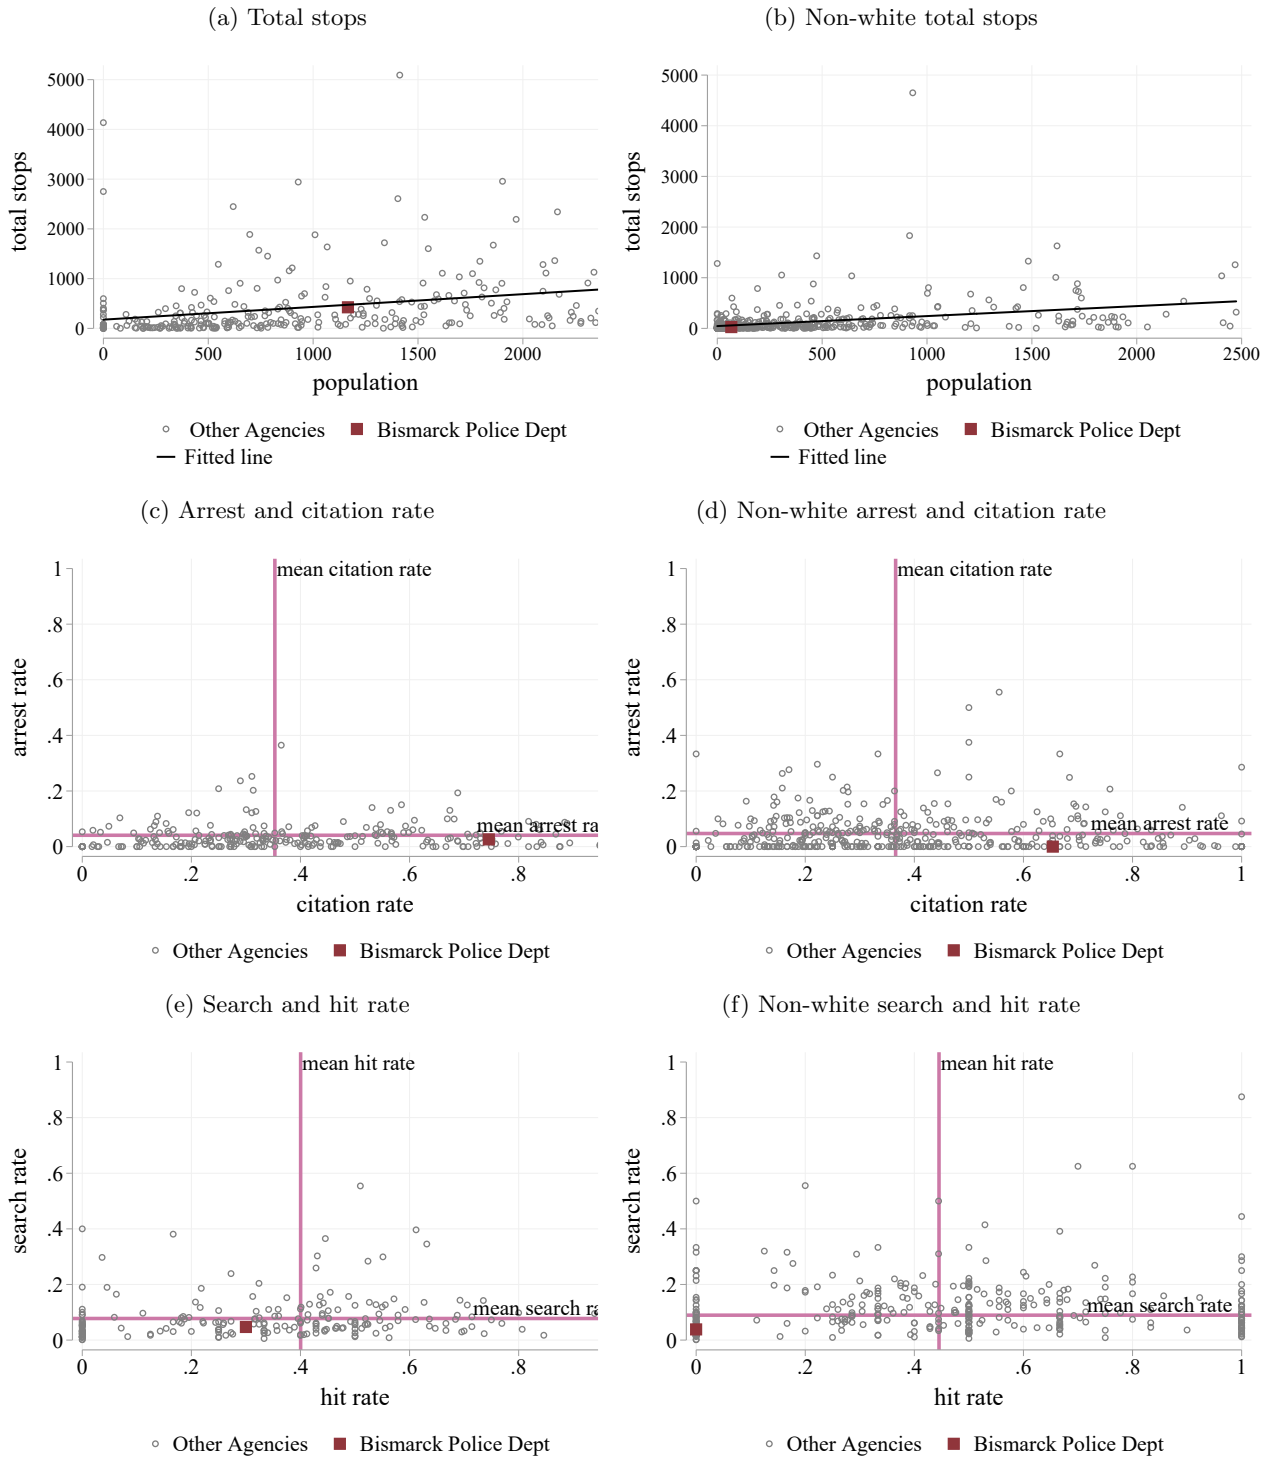 (a) Total stops
(b) Non-white total stops
5000
4000
3000
2000
1000
0
total stops
0 500 1000 1500 2000
population
Other Agencies Bismarck Police Dept
Fitted line
5000
4000
3000
2000
1000
0
total stops
0 500 1000 1500 2000 2500
population
Other Agencies Bismarck Police Dept
Fitted line
(c) Arrest and citation rate
(d) Non-white arrest and citation rate
1
.8
.6
.4
.2
0
arrest rate
mean citation rate
mean arrest ra
0 .2 .4 .6 .8
citation rate
Other Agencies Bismarck Police Dept
1
.8
.6
.4
.2
0
arrest rate
mean citation rate
mean arrest rate
0 .2 .4 .6 .8 1
citation rate
Other Agencies Bismarck Police Dept
(e) Search and hit rate
(f) Non-white search and hit rate
1
.8
.6
.4
.2
0
search rate
mean hit rate
mean search ra
0 .2 .4 .6 .8
hit rate
Other Agencies Bismarck Police Dept
1
.8
.6
.4
.2
0
search rate
mean hit rate
mean search rate
0 .2 .4 .6 .8 1
hit rate
Other Agencies Bismarck Police Dept